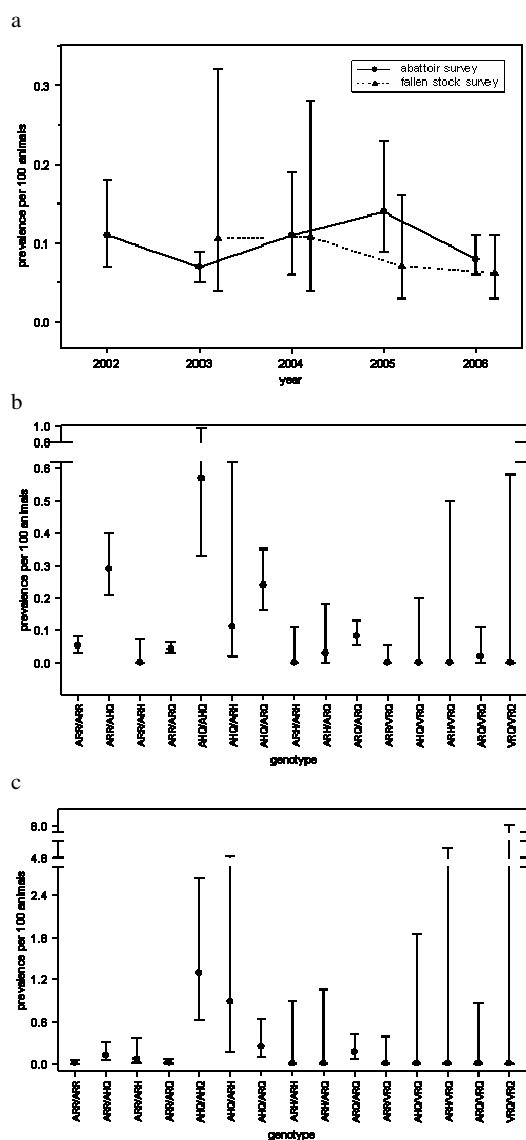 a
abattoir survey
fallen stock survey
prevalence per 100 animals
0.3
0.2
0.1
0.0
2002 2003 2004 2005 2006
year
b
prevalence per 100 animals
1.0
0.8
0.6
0.5
0.4
0.3
0.2
0.1
0.0
ARR/ARR ARR/AHQ ARR/ARH ARR/ARQ AHQ/AHQ AHQ/ARH AHQ/ARQ ARH/ARH ARH/ARQ ARQ/ARQ ARR/VRQ AHQ/VRQ ARH/VRQ ARQ/VRQ VRQ/VRQ
genotype
c
prevalence per 100 animals
2.4
1.8
1.2
0.6
0.0
ARR/ARR ARR/AHQ ARR/ARH ARR/ARQ AHQ/AHQ AHQ/ARH AHQ/ARQ ARH/ARH ARH/ARQ ARQ/ARQ ARR/VRQ AHQ/VRQ ARH/VRQ ARQ/VRQ VRQ/VRQ
genotype